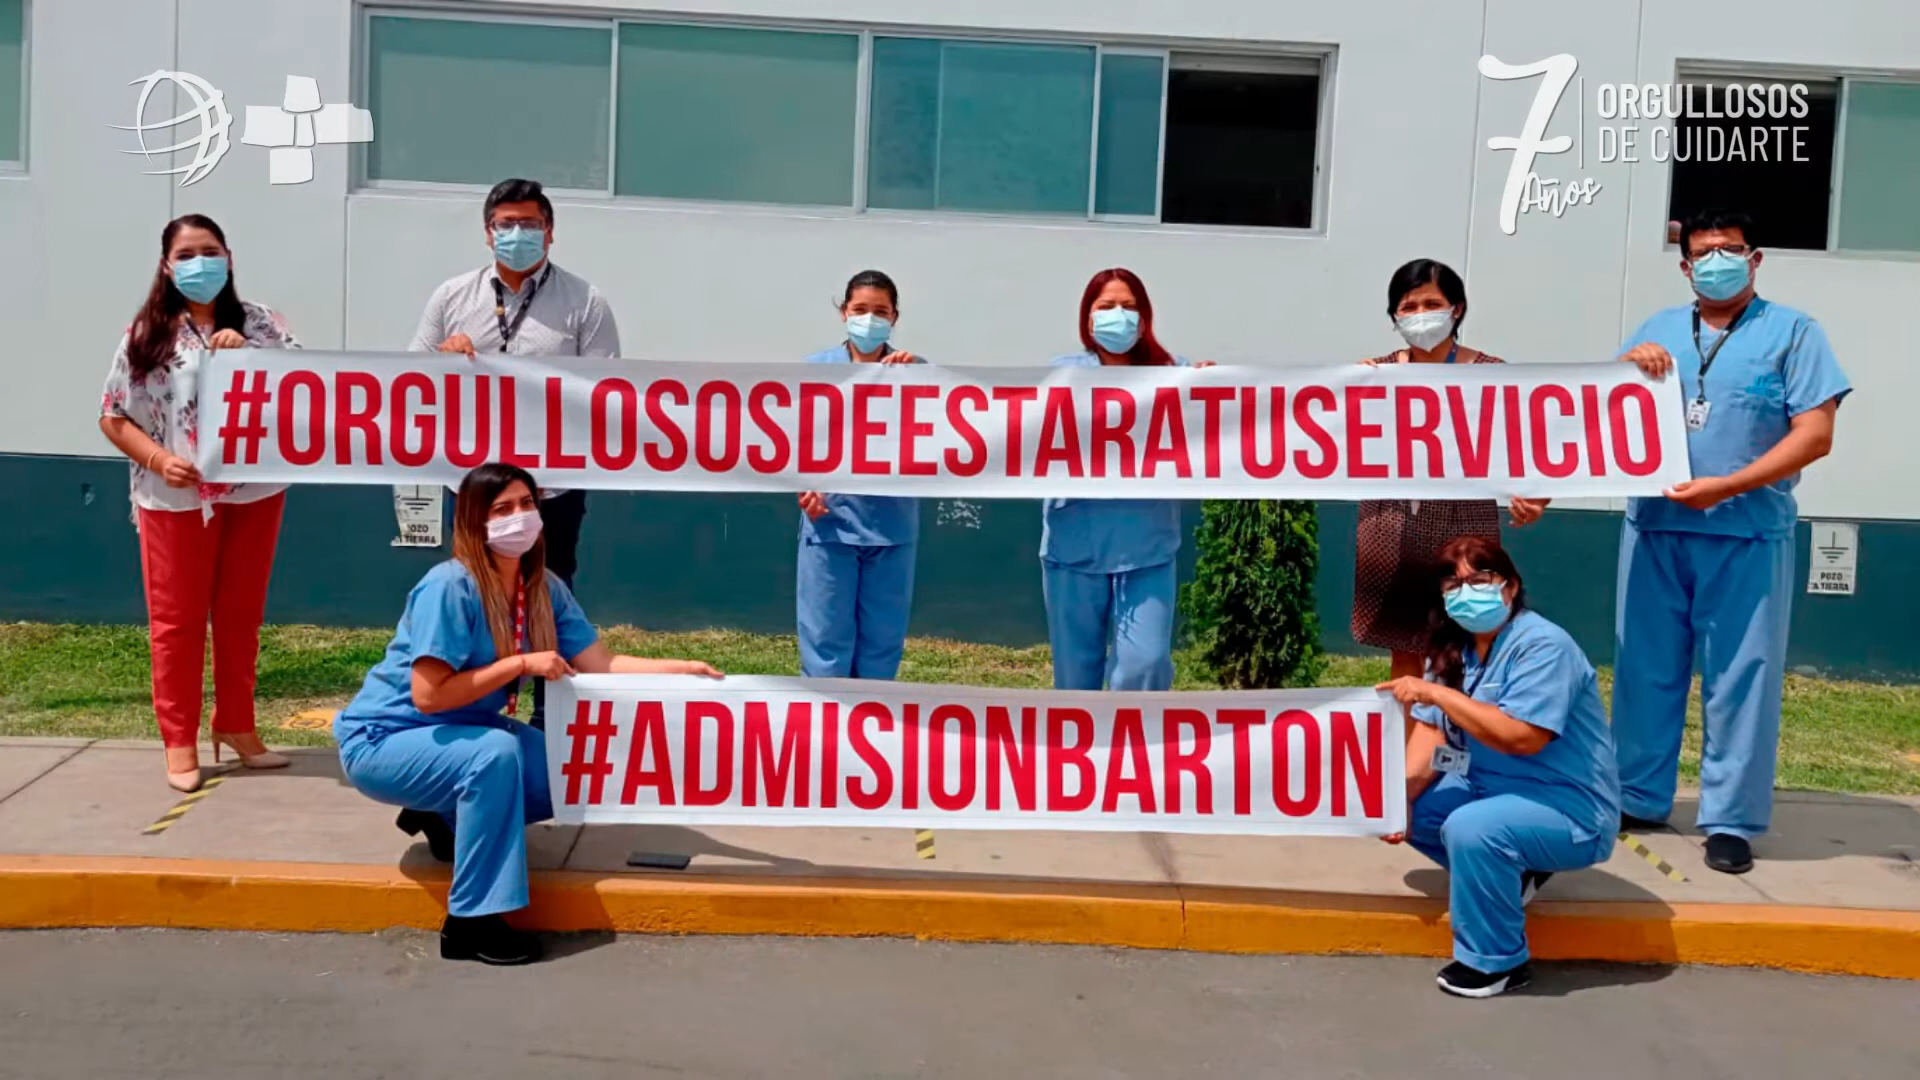 7
Años
ORGULLOSOS
DE CUIDARTE
#ORGULLOSOSDEESTARATUSERVICIO
POZO
A TIERRA
#ADMISIONBARTON
POZO
A TIERRA